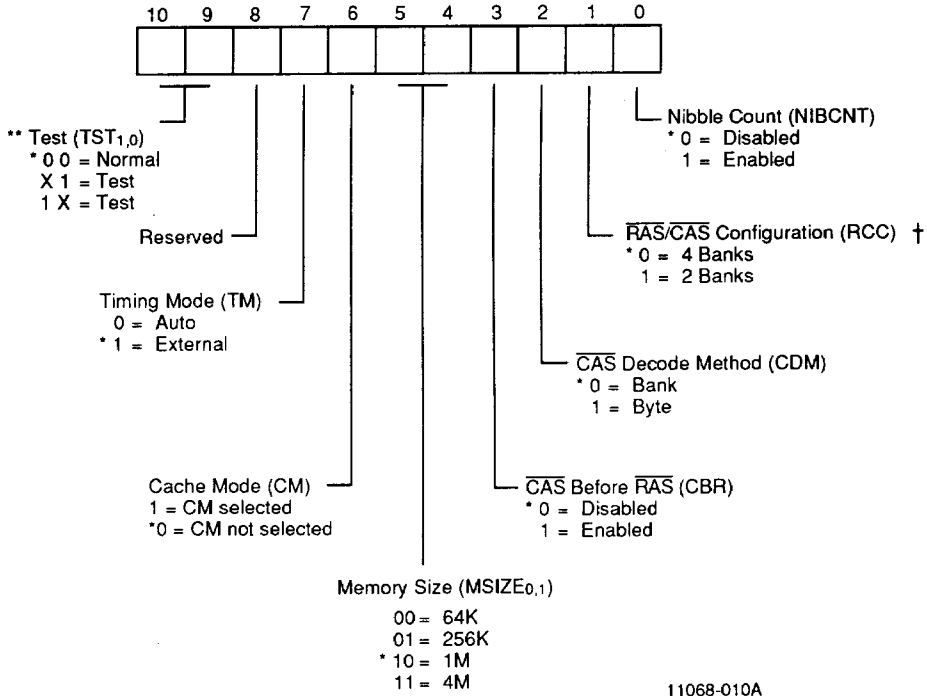 10 9 8 7 6 5 4 3 2 1 0
Nibble Count (NIBCNT)
* 0 = Disabled
1 = Enabled
** Test (TST1,0)
* 0 0 = Normal
X 1 = Test
1 X = Test
Reserved
RAS/CAS Configuration (RCC) †
* 0 = 4 Banks
1 = 2 Banks
Timing Mode (TM)
0 = Auto
* 1 = External
CAS Decode Method (CDM)
* 0 = Bank
1 = Byte
Cache Mode (CM)
1 = CM selected
*0 = CM not selected
CAS Before RAS (CBR)
* 0 = Disabled
1 = Enabled
Memory Size (MSIZE0,1)
00 = 64K
01 = 256K
* 10 = 1M
11 = 4M
11068-010A